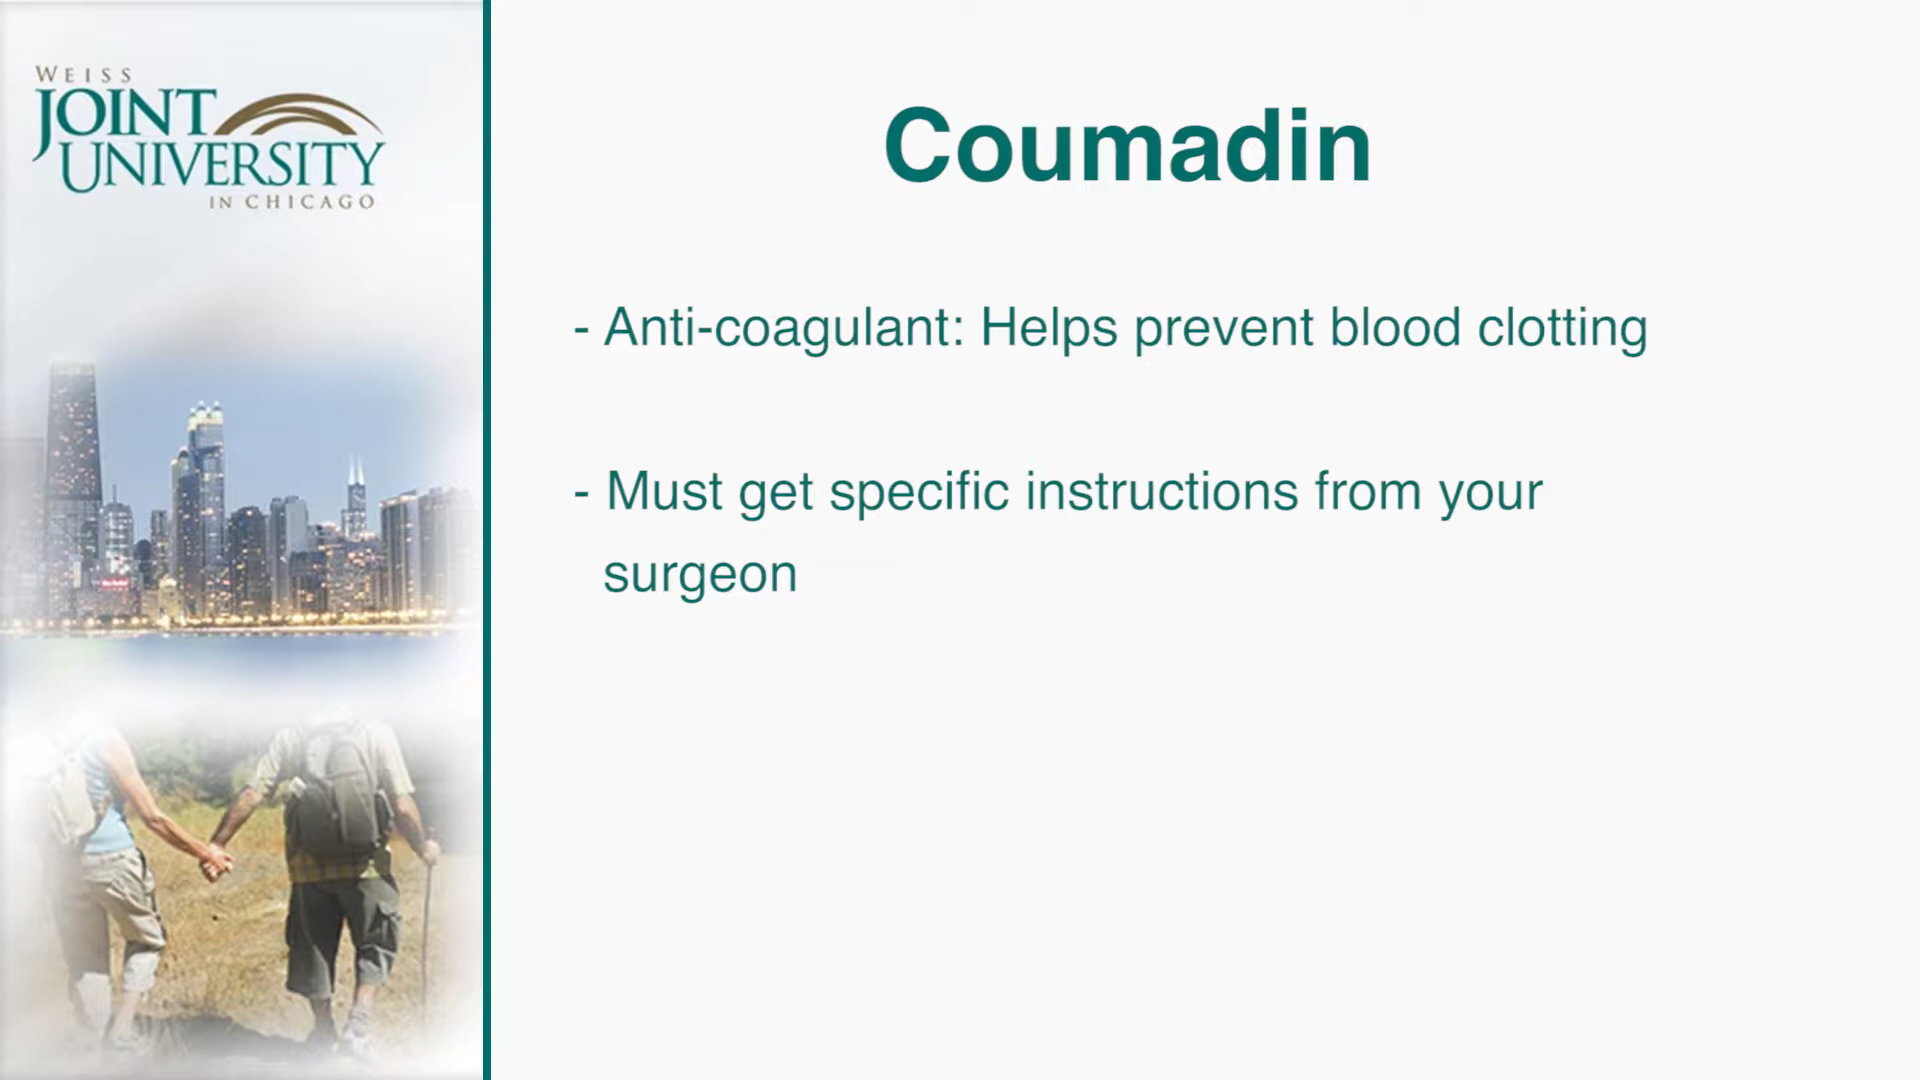 WEISS
JOINT
UNIVERSITY
IN CHICAGO
Coumadin
- Anti-coagulant: Helps prevent blood clotting
- Must get specific instructions from your
surgeon